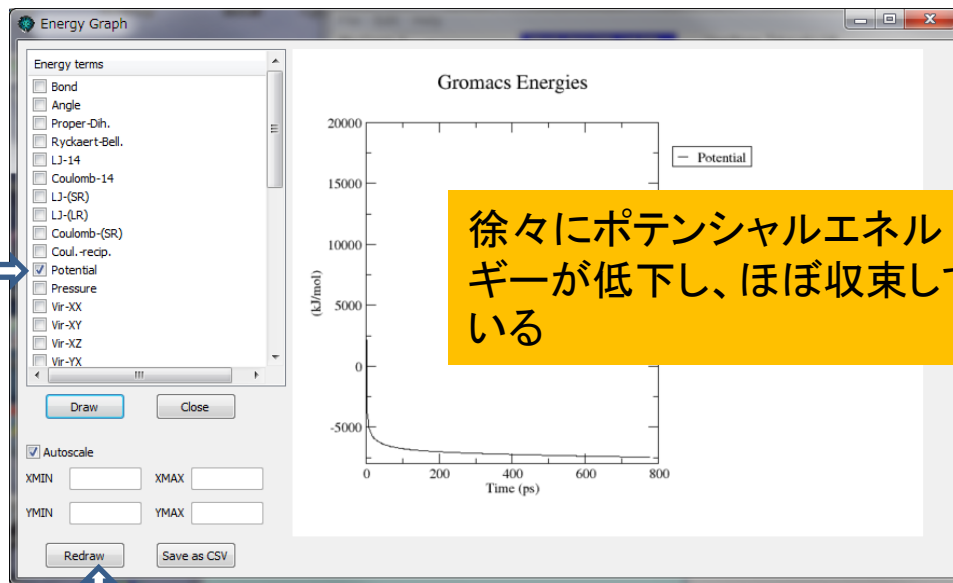 Energy Graph
Energy terms
Bond
Angle
Proper-Dih.
Ryckaert-Bell.
LJ-14
Coulomb-14
LJ-(SR)
LJ-(LR)
Coulomb-(SR)
Coul.-recip.
Potential
Pressure
Vir-XX
Vir-XY
Vir-XZ
Vir-YX
Draw
Close
Autoscale
XMIN
XMAX
YMIN
YMAX
Redraw
Save as CSV
Gromacs Energies
20000
15000
10000
5000
0
-5000
(kJ/mol)
0 200 400 600 800
Time (ps)
Potential
徐々にポテンシャルエネル
ギーが低下し、ほぼ収束して
いる